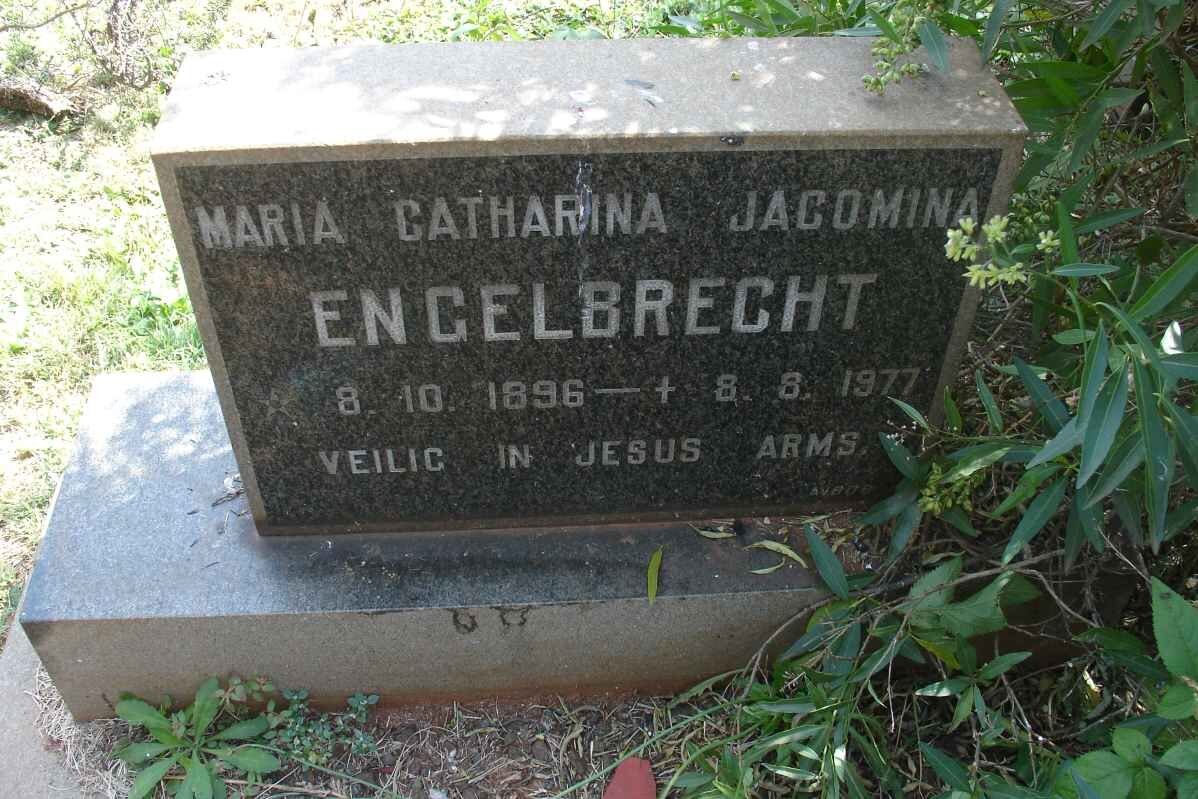 MARIA CATHARINA JACOMINA
ENGELBRECHT
8. 10. 1896 — ✝ 8. 8. 1977
VEILIG IN JESUS ARMS.